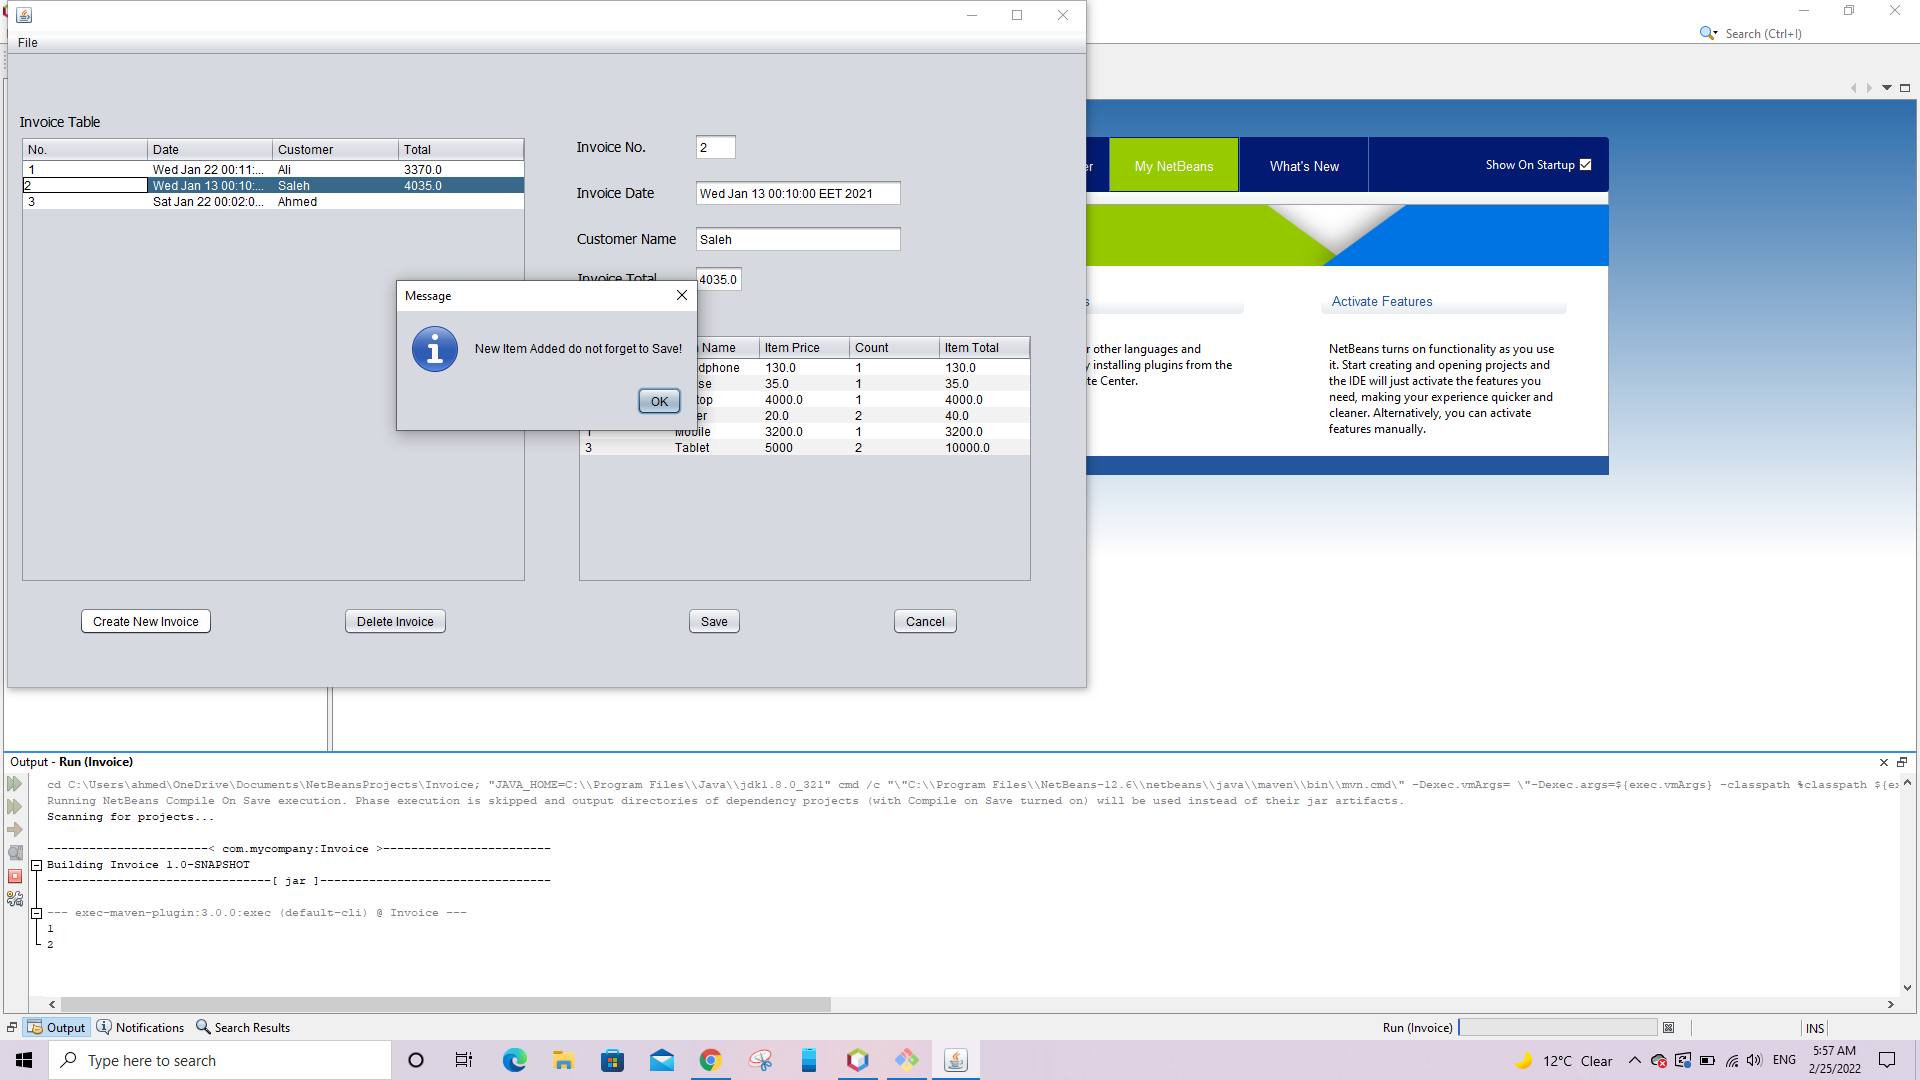 File
Search (Ctrl+I)
Invoice Table
No. Date Customer Total
1 Wed Jan 22 00:11:... Ali 3370.0
2 Wed Jan 13 00:10:... Saleh 4035.0
3 Sat Jan 22 00:02:0... Ahmed
Invoice No. 2
Invoice Date Wed Jan 13 00:10:00 EET 2021
Customer Name Saleh
Invoice Total 4035.0
Message
New Item Added do not forget to Save!
OK
Name Item Price Count Item Total
dphone 130.0 1 130.0
se 35.0 1 35.0
top 4000.0 1 4000.0
er 20.0 2 40.0
1 Mobile 3200.0 1 3200.0
3 Tablet 5000 2 10000.0
Create New Invoice
Delete Invoice
Save
Cancel
er
My NetBeans
What's New
Show On Startup
s
r other languages and
y installing plugins from the
te Center.
Activate Features
NetBeans turns on functionality as you use
it. Start creating and opening projects and
the IDE will just activate the features you
need, making your experience quicker and
cleaner. Alternatively, you can activate
features manually.
Output - Run (Invoice)
cd C:\Users\ahmed\OneDrive\Documents\NetBeansProjects\Invoice; "JAVA_HOME=C:\\Program Files\\Java\\jdk1.8.0_321" cmd /c "\"C:\\Program Files\\NetBeans-12.6\\netbeans\\java\\maven\\bin\\mvn.cmd\" -Dexec.vmArgs= \"-Dexec.args=${exec.vmArgs} -classpath %classpath ${ex
Running NetBeans Compile On Save execution. Phase execution is skipped and output directories of dependency projects (with Compile on Save turned on) will be used instead of their jar artifacts.
Scanning for projects...
-----------------------< com.mycompany:Invoice >------------------------
Building Invoice 1.0-SNAPSHOT
--------------------------------[ jar ]---------------------------------
--- exec-maven-plugin:3.0.0:exec (default-cli) @ Invoice ---
1
2
Output
Notifications
Search Results
Run (Invoice)
INS
Type here to search
12°C Clear
ENG
5:57 AM
2/25/2022